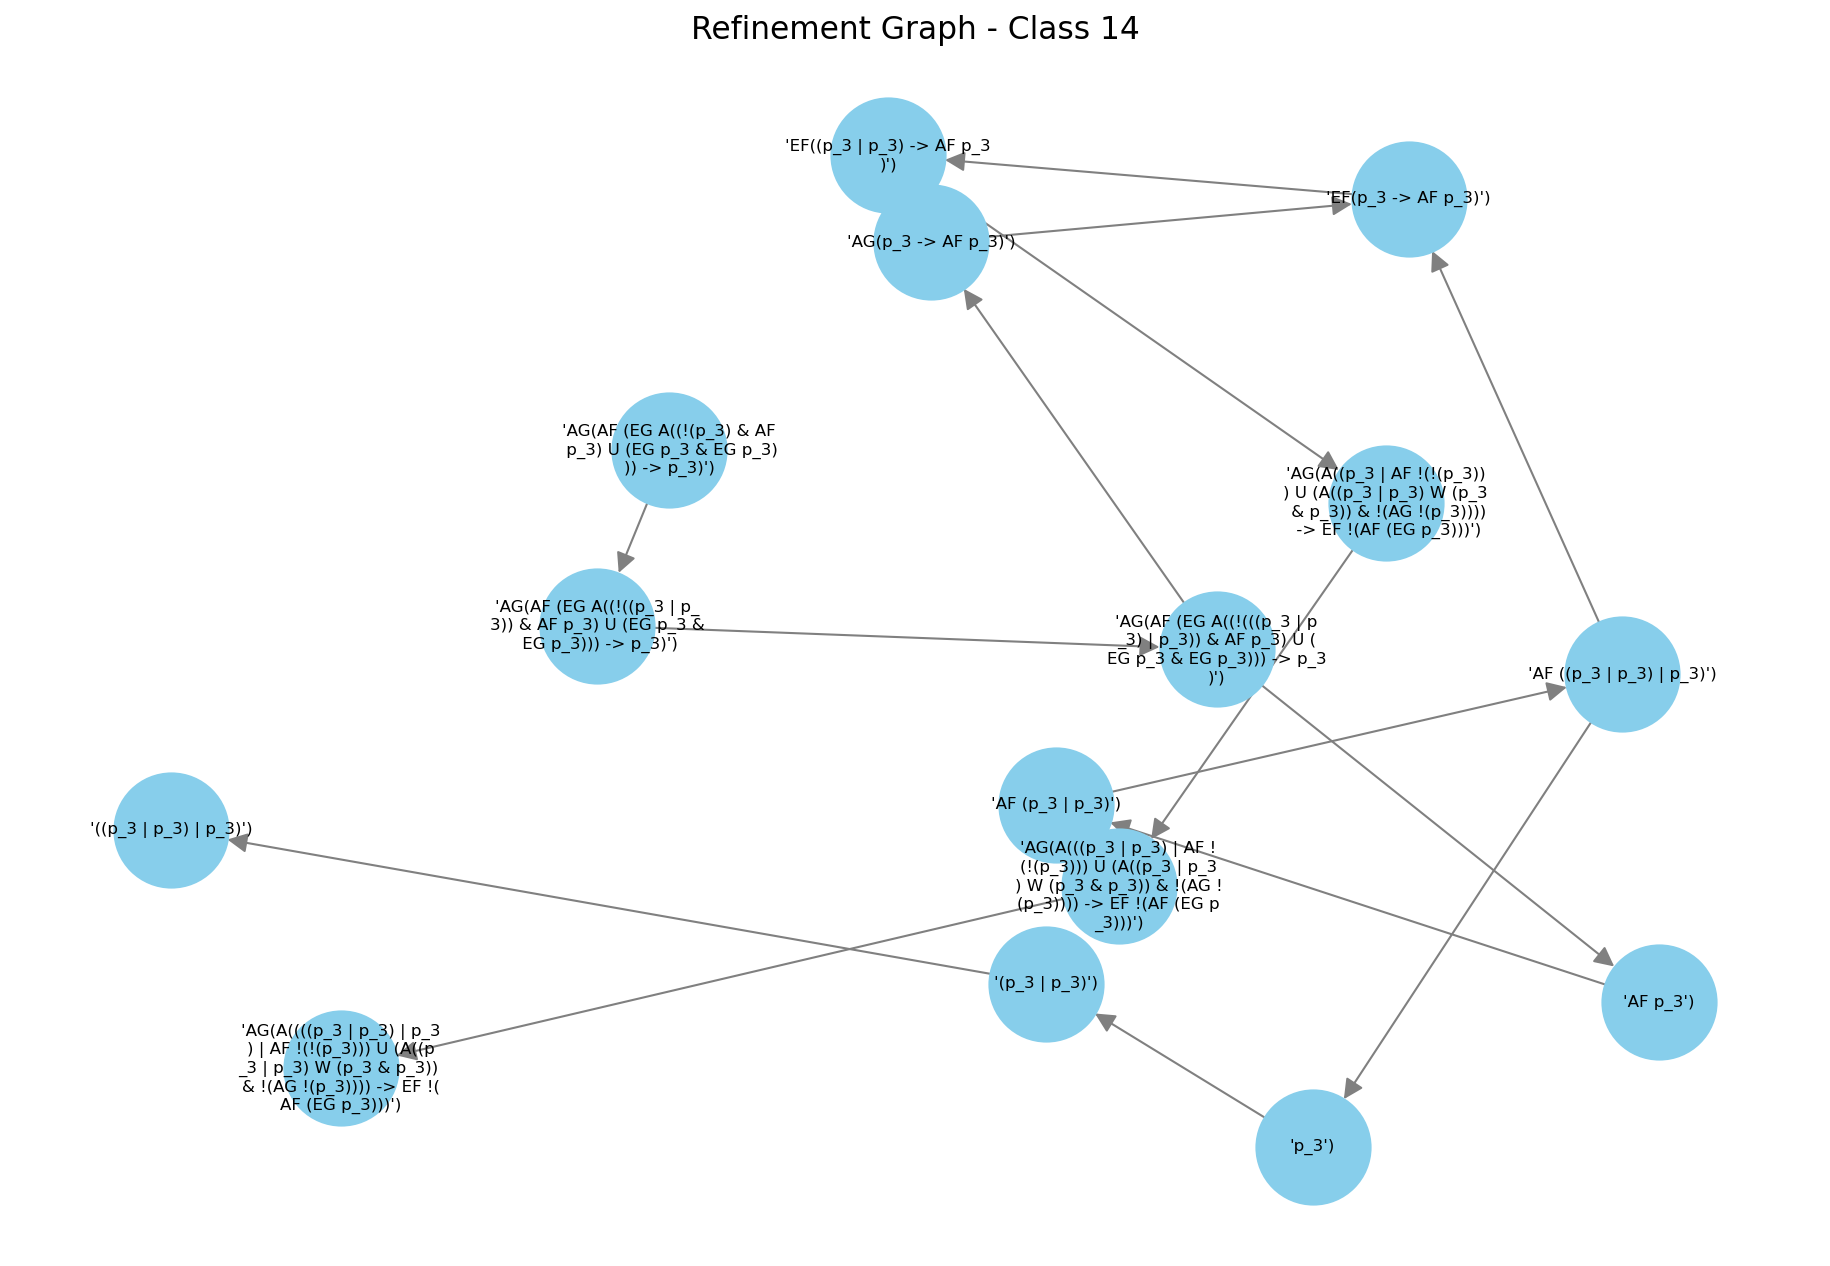 Refinement Graph - Class 14
'EF((p_3 | p_3) -> AF p_3
)')
'EF(p_3 -> AF p_3)')
'AG(p_3 -> AF p_3)')
'AG(AF (EG A((!(p_3) & AF
p_3) U (EG p_3 & EG p_3)
)) -> p_3)')
'AG(A((p_3 | AF !(!(p_3))
) U (A((p_3 | p_3) W (p_3
& p_3)) & !(AG !(p_3))))
-> EF !(AF (EG p_3)))')
'AG(AF (EG A((!((p_3 | p_
3)) & AF p_3) U (EG p_3 &
EG p_3))) -> p_3)')
'AG(AF (EG A((!(((p_3 | p
_3) | p_3)) & AF p_3) U (
EG p_3 & EG p_3))) -> p_3
)')
'AF ((p_3 | p_3) | p_3)')
'AF (p_3 | p_3)')
'((p_3 | p_3) | p_3)')
'AG(A(((p_3 | p_3) | AF !
(!(p_3))) U (A((p_3 | p_3
) W (p_3 & p_3)) & !(AG !
(p_3)))) -> EF !(AF (EG p
_3)))')
'(p_3 | p_3)')
'AF p_3')
'AG(A((((p_3 | p_3) | p_3
) | AF !(!(p_3))) U (A((p
_3 | p_3) W (p_3 & p_3))
& !(AG !(p_3)))) -> EF !(
AF (EG p_3)))')
'p_3')